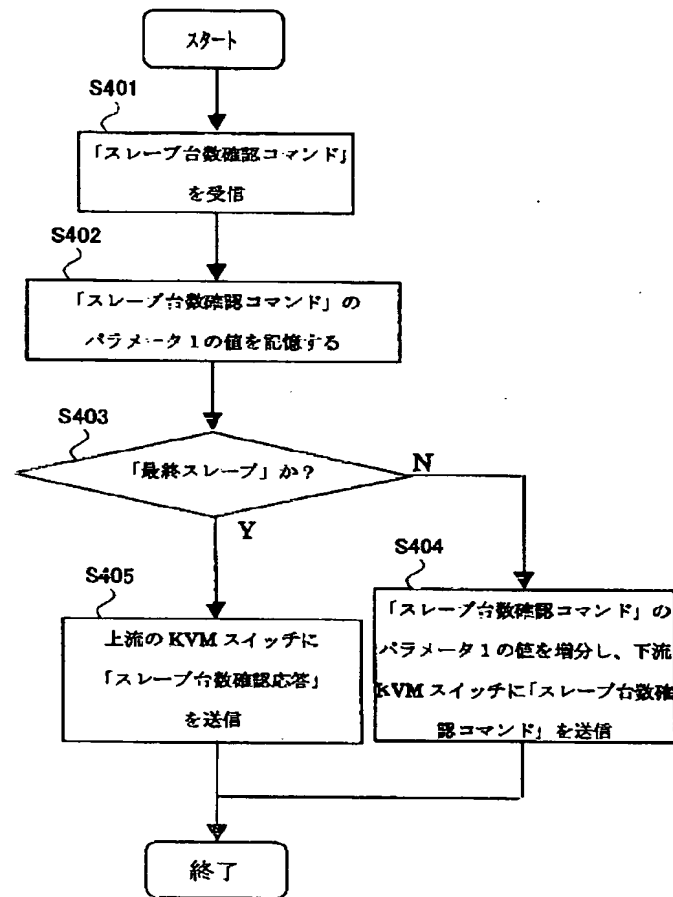 スタート
S401
「スレーブ台数確認コマンド」
を受信
S402
「スレーブ台数確認コマンド」の
パラメータ1の値を記憶する
S403
「最終スレーブ」か？
N
Y
S405
上流の KVM スイッチに
「スレーブ台数確認応答」
を送信
S404
「スレーブ台数確認コマンド」の
パラメータ1の値を増分し、下流
KVM スイッチに「スレーブ台数確
認コマンド」を送信
終了